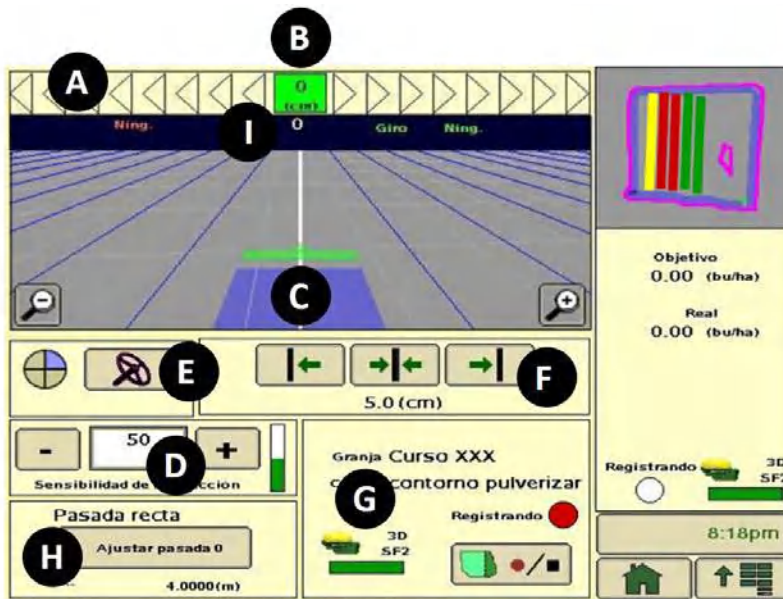 B
A
0
(cm)
Ning.
I
0
Giro
Ning.
C
Objetivo
0.00 (bu/ha)
Real
0.00 (bu/ha)
E
F
5.0 (cm)
- 50 +
D
Sensibilidad de
Granja Curso XXX
contorno pulverizar
G
Registrando
3D
SF2
Registrando
3D
SF2
Pasada recta
H
Ajustar pasada 0
4.0000(m)
8:18pm